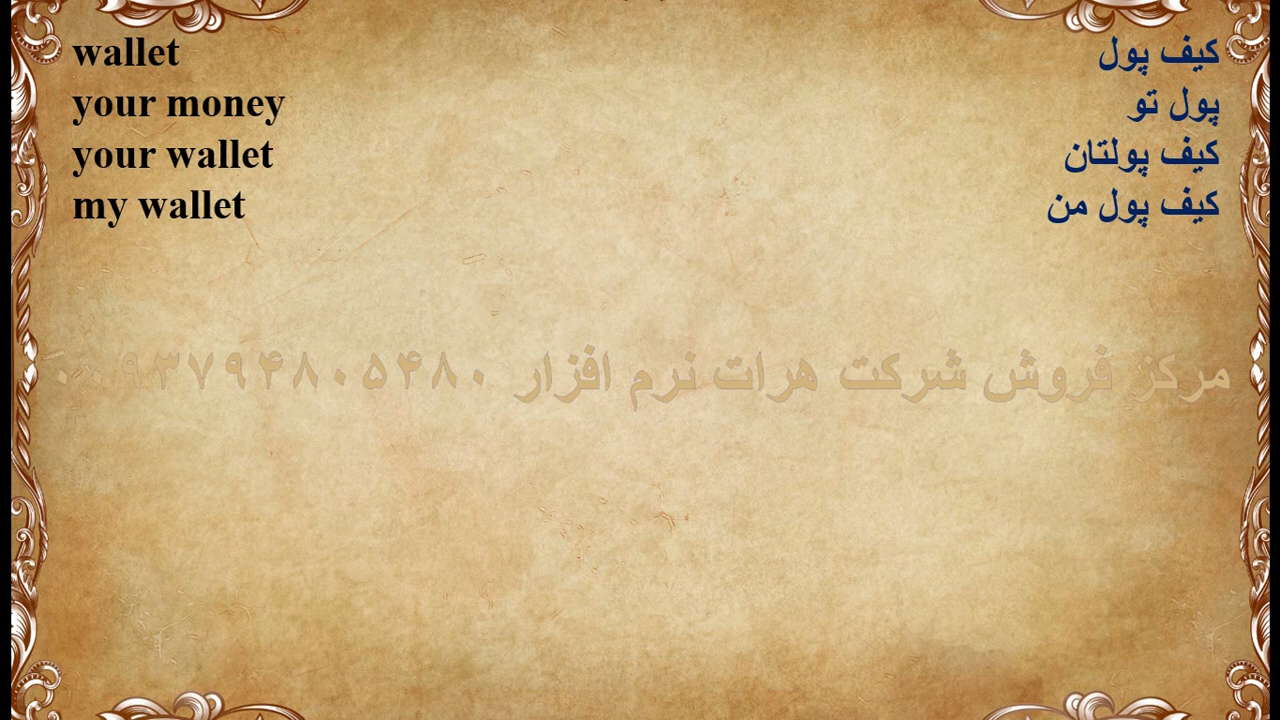 wallet کیف پول
your money پول تو
your wallet کیف پولتان
my wallet کیف پول من
مرکز فروش شرکت هرات نرم افزار ۰۰۹۳۷۹۴۸۰۵۴۸۰